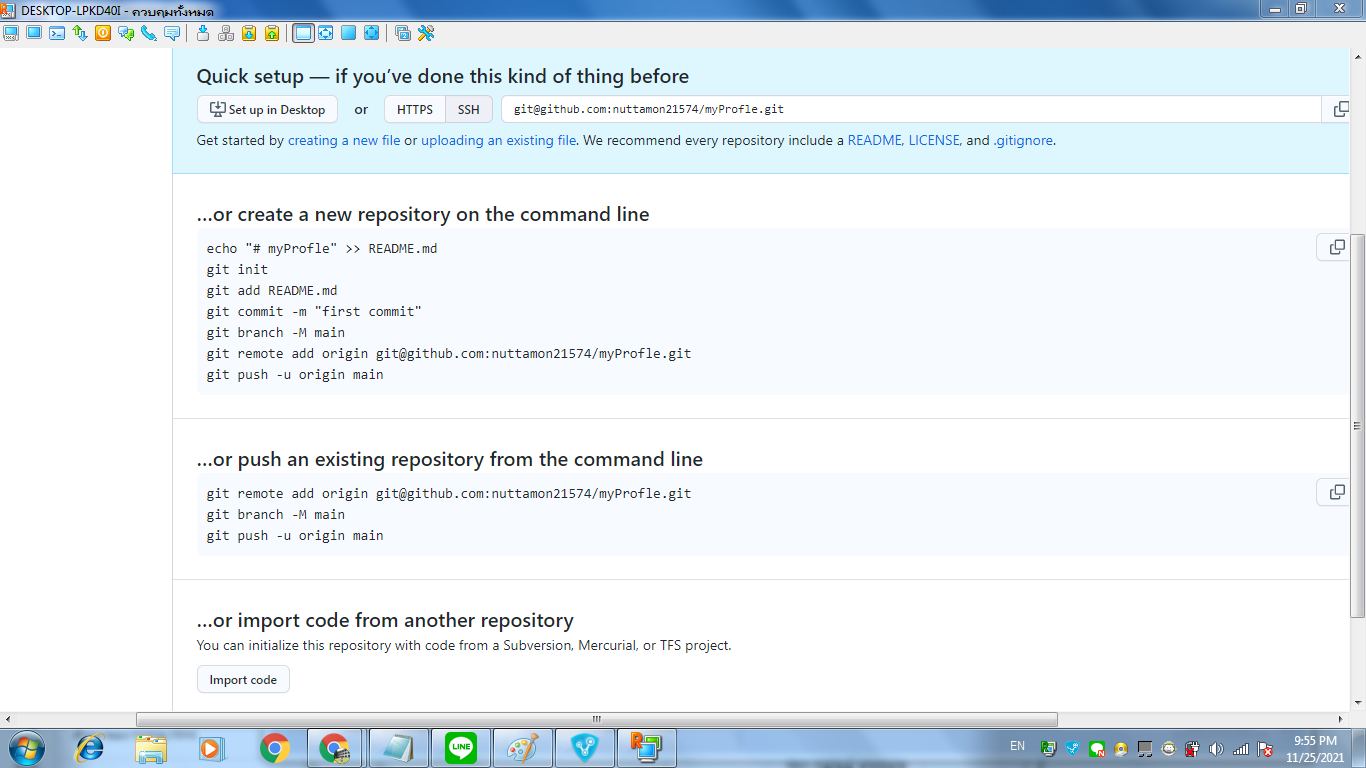 DESKTOP-LPKD40I - ควบคุมทั้งหมด
Quick setup — if you've done this kind of thing before
Set up in Desktop or HTTPS SSH git@github.com:nuttamon21574/myProfle.git
Get started by creating a new file or uploading an existing file. We recommend every repository include a README, LICENSE, and .gitignore.
…or create a new repository on the command line
echo "# myProfle" >> README.md
git init
git add README.md
git commit -m "first commit"
git branch -M main
git remote add origin git@github.com:nuttamon21574/myProfle.git
git push -u origin main
…or push an existing repository from the command line
git remote add origin git@github.com:nuttamon21574/myProfle.git
git branch -M main
git push -u origin main
…or import code from another repository
You can initialize this repository with code from a Subversion, Mercurial, or TFS project.
Import code
LINE
EN
9:55 PM
11/25/2021